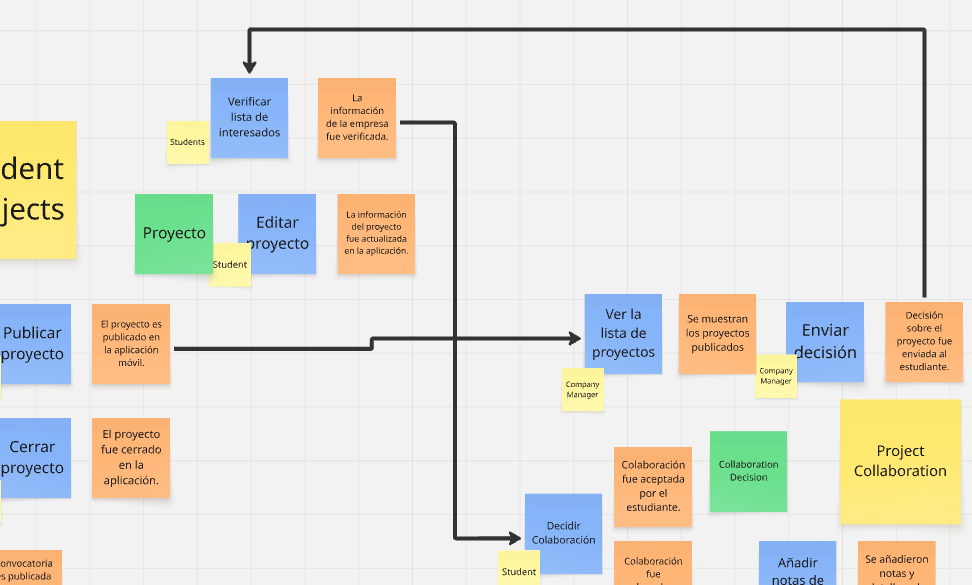 Verificar
lista de
interesados
La
información
de la empresa
fue verificada.
Students
dent
jects
Proyecto
Editar
proyecto
Student
La información
del proyecto
fue actualizada
en la aplicación.
Publicar
proyecto
El proyecto es
publicado en
la aplicación
móvil.
Ver la
lista de
proyectos
Company
Manager
Se muestran
los proyectos
publicados
Enviar
decisión
Company
Manager
Decisión
sobre el
proyecto fue
enviada al
estudiante.
Cerrar
proyecto
El proyecto
fue cerrado
en la
aplicación.
Colaboración
fue aceptada
por el
estudiante.
Collaboration
Decision
Project
Collaboration
Decidir
Colaboración
Student
onvocatoria
es publicada
Colaboración
fue
Añadir
notas de
Se añadieron
notas y